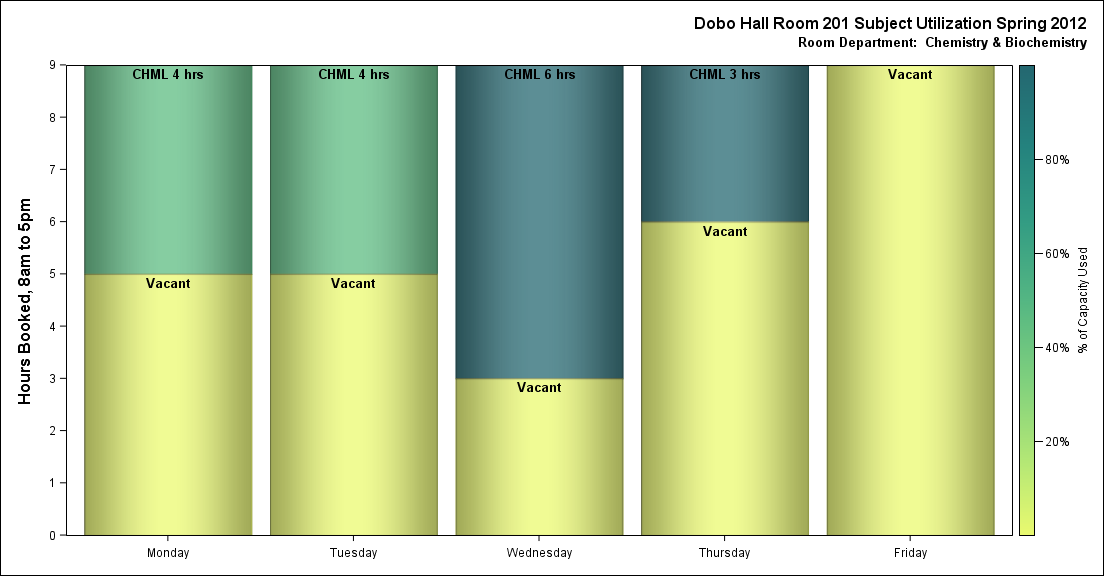 Dobo Hall Room 201 Subject Utilization Spring 2012
Room Department:  Chemistry & Biochemistry
Hours Booked, 8am to 5pm
9
8
7
6
5
4
3
2
1
0
CHML 4 hrs
Vacant
CHML 4 hrs
Vacant
CHML 6 hrs
Vacant
CHML 3 hrs
Vacant
Vacant
Monday
Tuesday
Wednesday
Thursday
Friday
80%
60%
40%
20%
% of Capacity Used